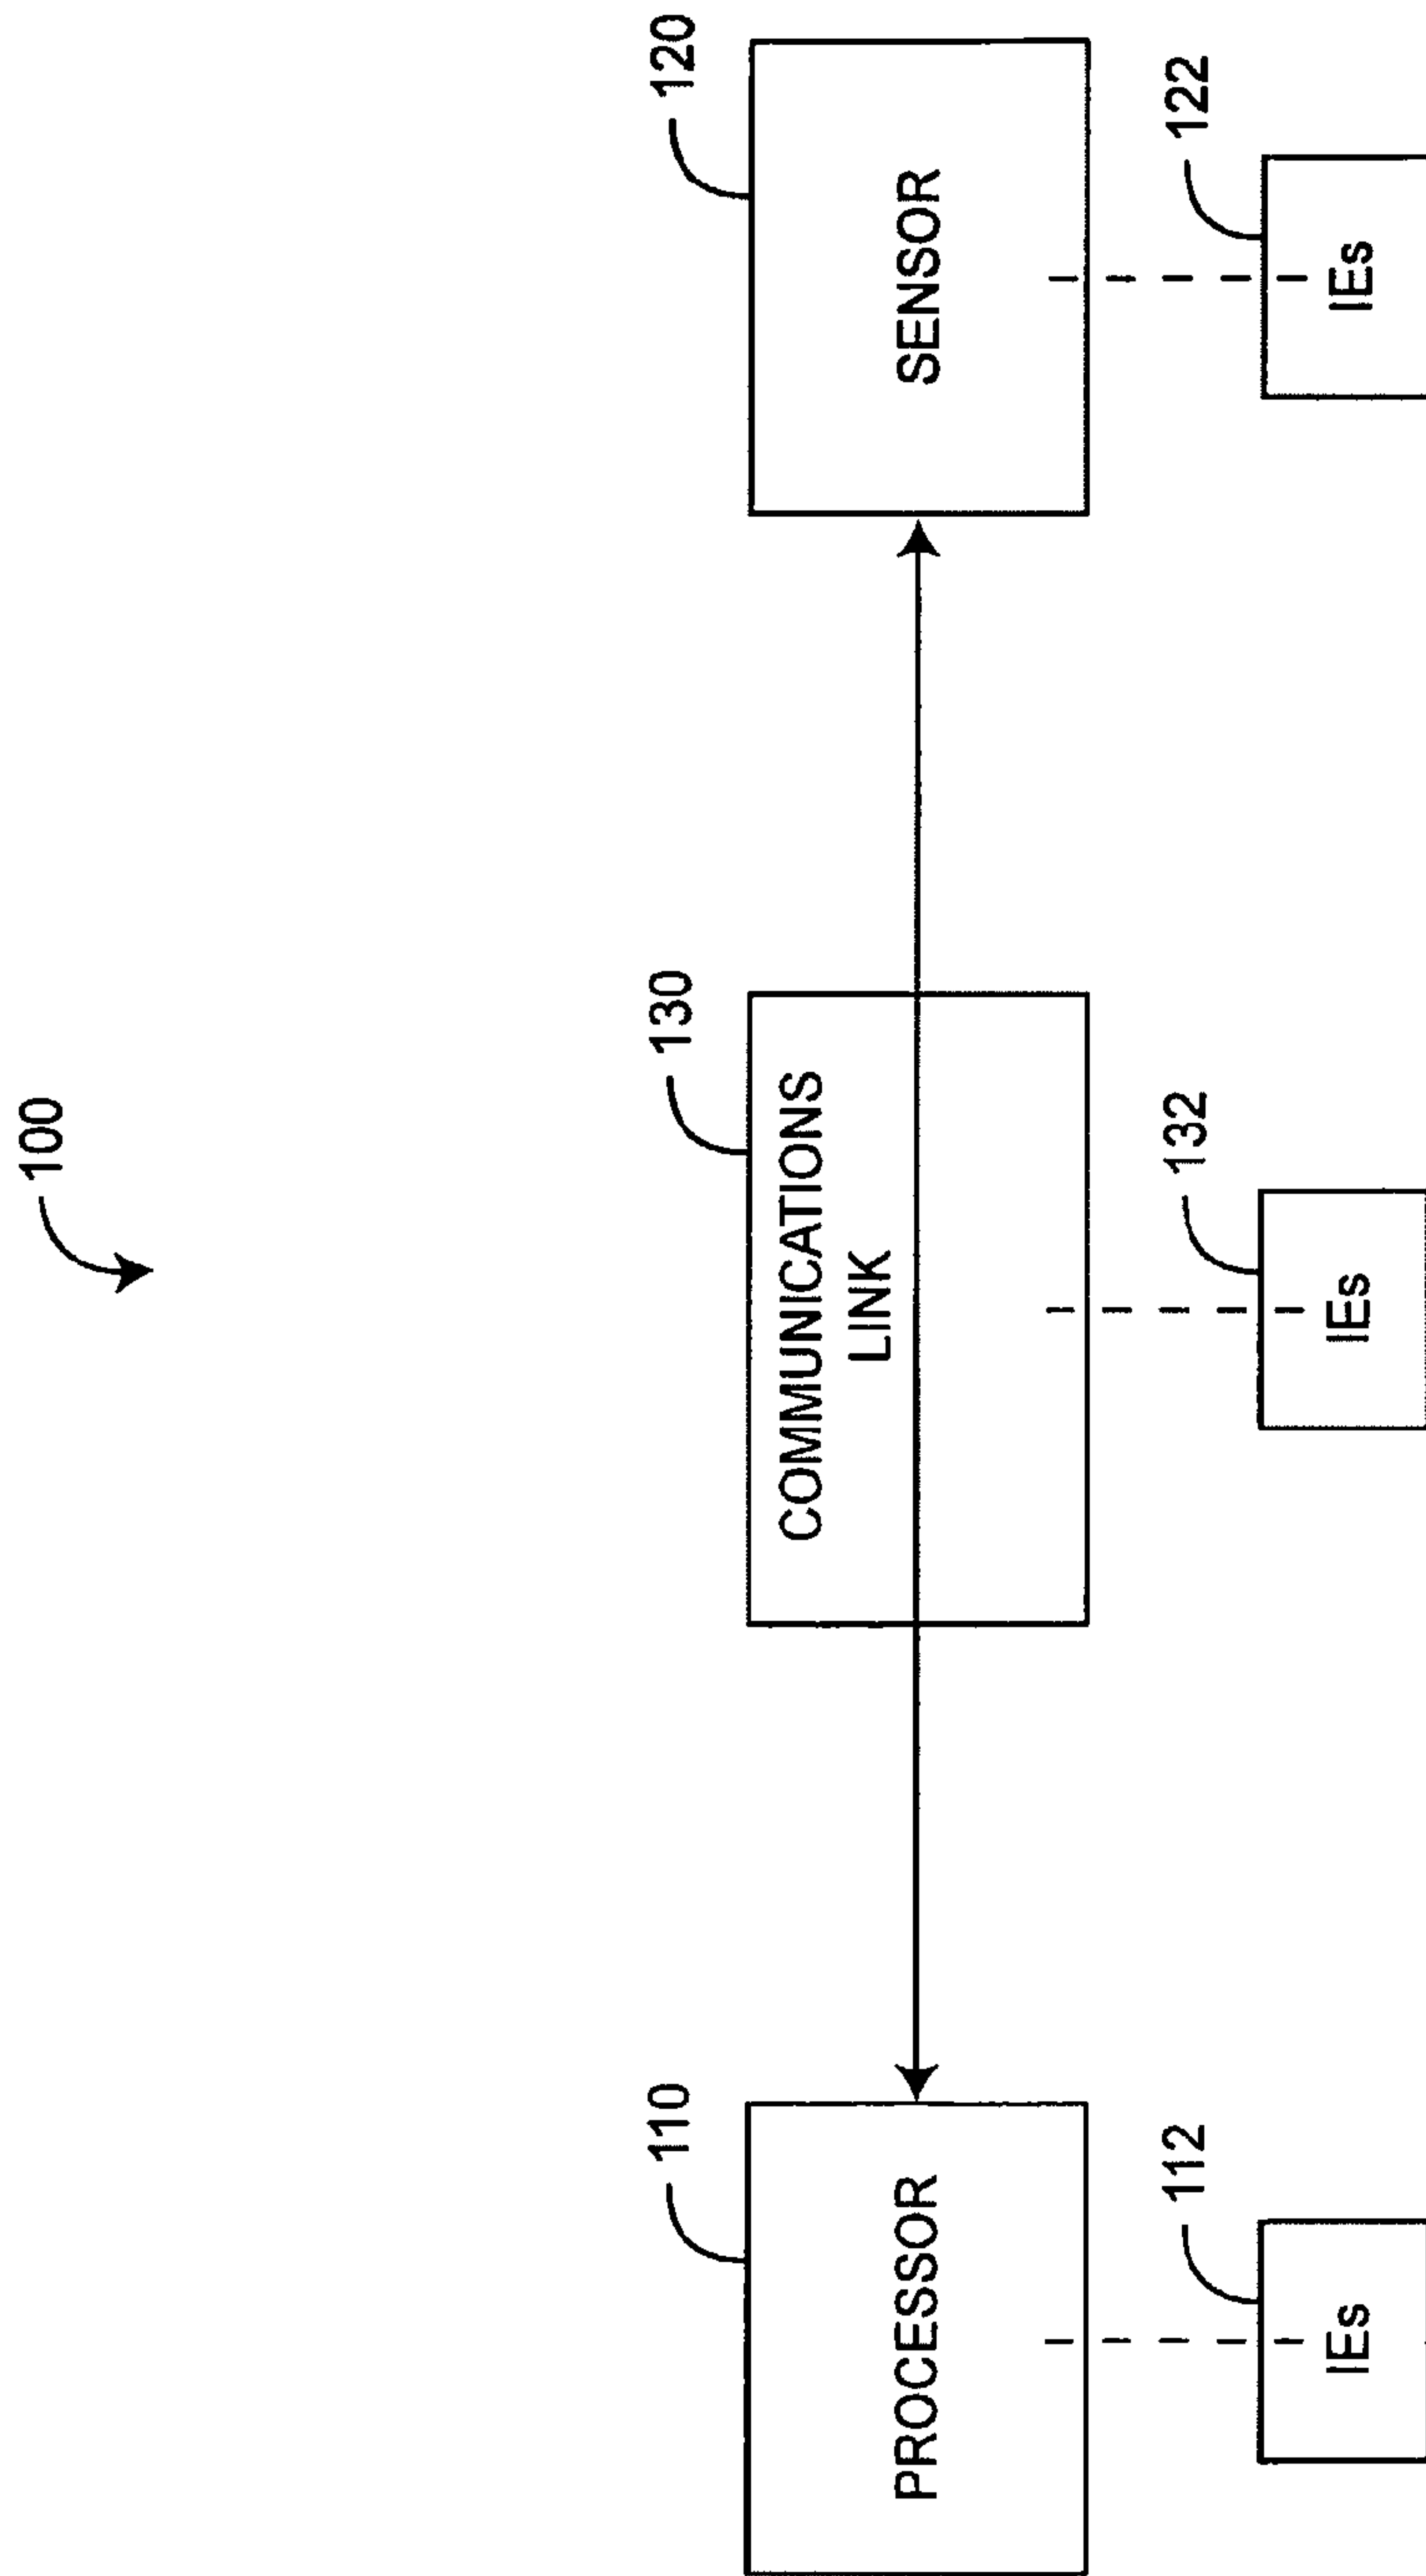 100
110
130
120
PROCESSOR
COMMUNICATIONS
LINK
SENSOR
112
132
122
IEs
IEs
IEs